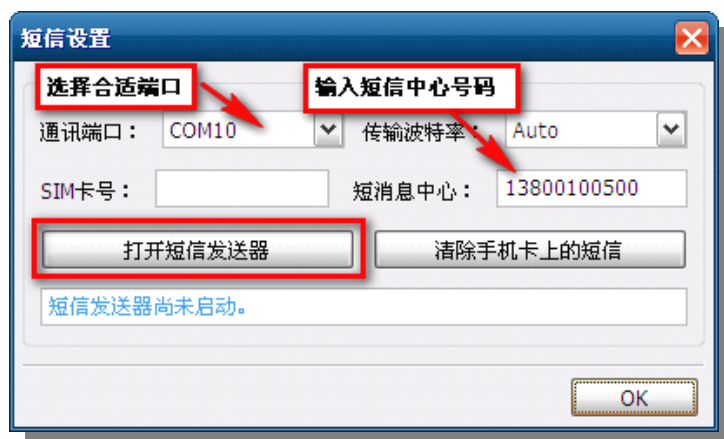 短信设置
选择合适端口
输入短信中心号码
通讯端口： COM10 传输波特率： Auto
SIM卡号： 短消息中心： 13800100500
打开短信发送器 清除手机卡上的短信
短信发送器尚未启动。
OK